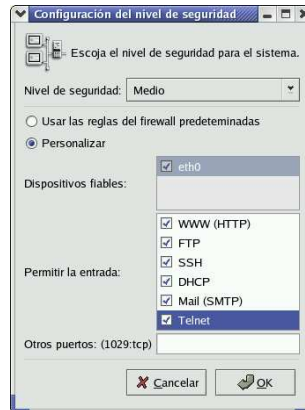 Configuración del nivel de seguridad
Escoja el nivel de seguridad para el sistema.
Nivel de seguridad: Medio
Usar las reglas del firewall predeteminadas
Personalizar
Dispositivos fiables:
eth0
Permitir la entrada:
WWW (HTTP)
FTP
SSH
DHCP
Mail (SMTP)
Telnet
Otros puertos: (1029:tcp)
Cancelar
OK